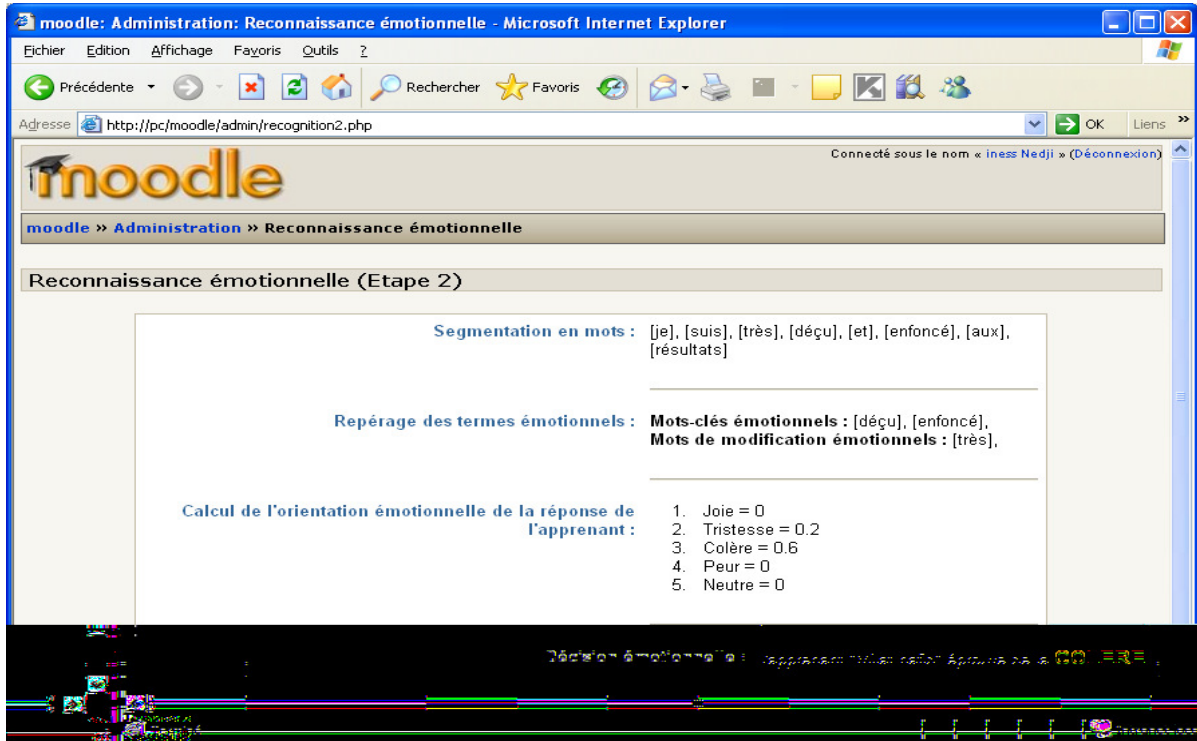 moodle: Administration: Reconnaissance émotionnelle - Microsoft Internet Explorer
Fichier Edition Affichage Favoris Outils ?
Précédente Rechercher Favoris
Adresse http://pc/moodle/admin/recognition2.php OK Liens »
Connecté sous le nom « iness Nedji » (Déconnexion)
moodle
moodle » Administration » Reconnaissance émotionnelle
Reconnaissance émotionnelle (Etape 2)
Segmentation en mots : [je], [suis], [très], [déçu], [et], [enfoncé], [aux],
[résultats]
Repérage des termes émotionnels : Mots-clés émotionnels : [déçu], [enfoncé],
Mots de modification émotionnels : [très],
Calcul de l'orientation émotionnelle de la réponse de
l'apprenant :
1. Joie = 0
2. Tristesse = 0.2
3. Colère = 0.6
4. Peur = 0
5. Neutre = 0
Décision émotionnelle :